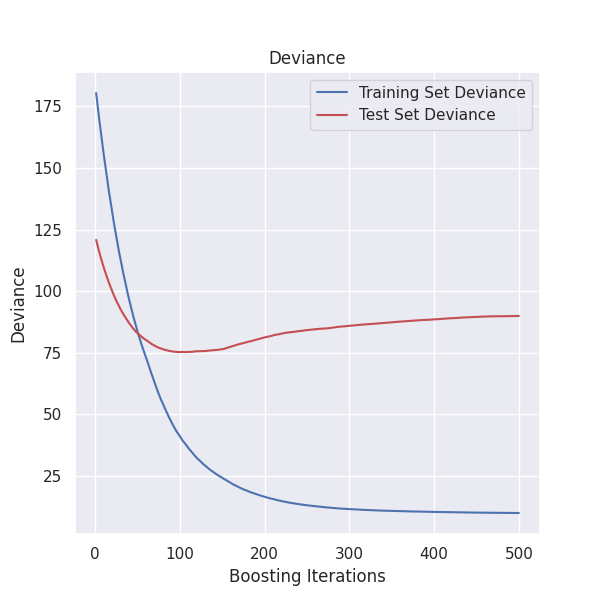 Deviance
Training Set Deviance
Test Set Deviance
Deviance
175
150
125
100
75
50
25
0 100 200 300 400 500
Boosting Iterations